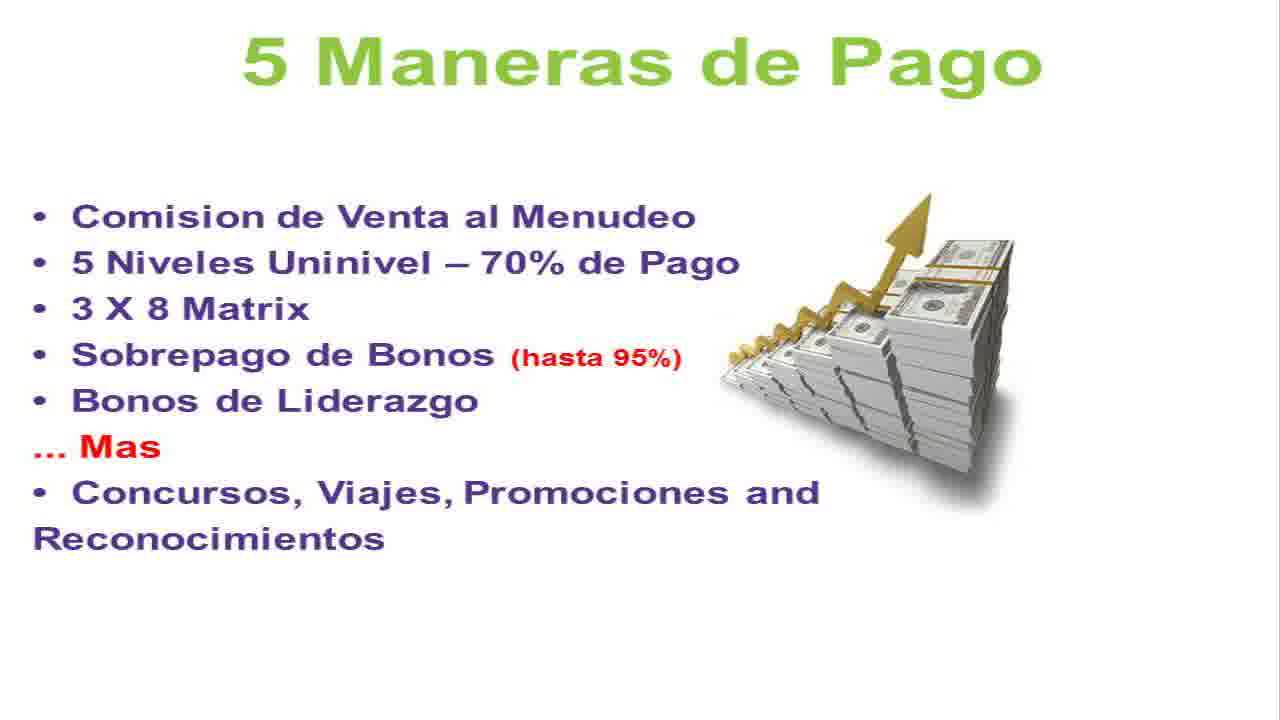 5 Maneras de Pago
• Comision de Venta al Menudeo
• 5 Niveles Uninivel – 70% de Pago
• 3 X 8 Matrix
• Sobrepago de Bonos (hasta 95%)
• Bonos de Liderazgo
... Mas
• Concursos, Viajes, Promociones and
Reconocimientos